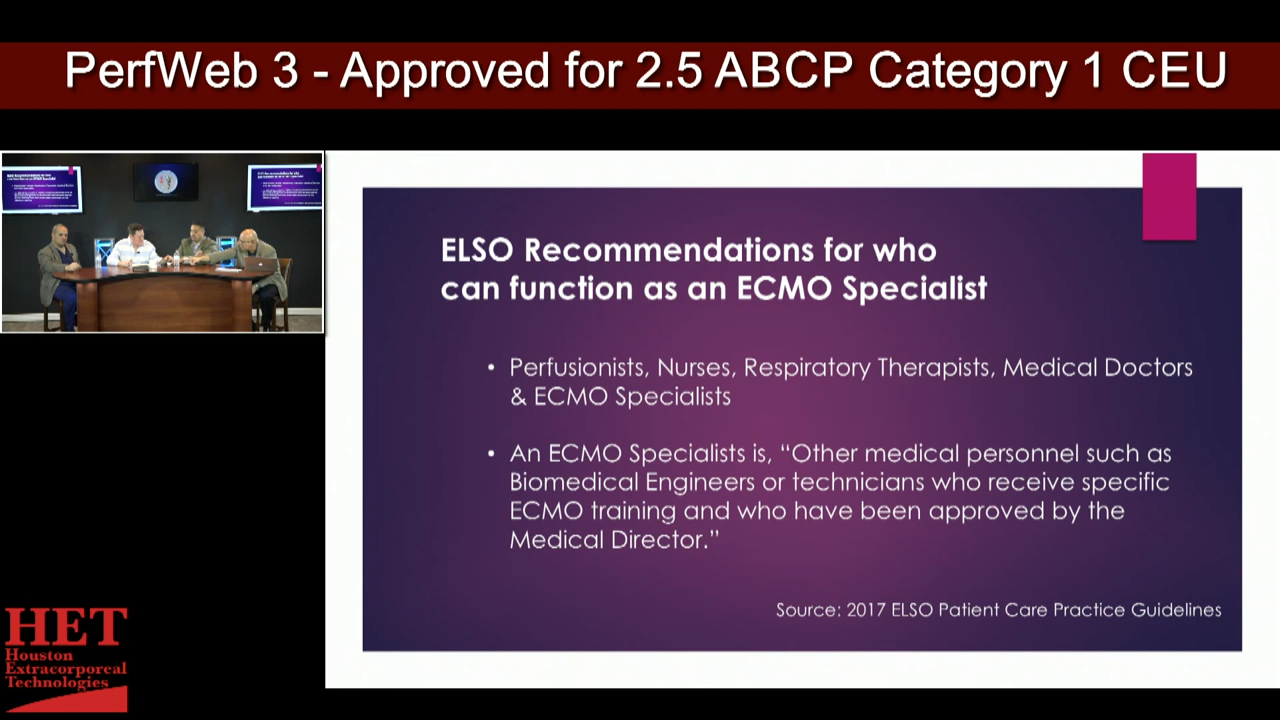 PerfWeb 3 - Approved for 2.5 ABCP Category 1 CEU
ELSO Recommendations for who
can function as an ECMO Specialist
• Perfusionists, Nurses, Respiratory Therapists, Medical Doctors
& ECMO Specialists
• An ECMO Specialists is, “Other medical personnel such as
Biomedical Engineers or technicians who receive specific
ECMO training and who have been approved by the
Medical Director.”
Source: 2017 ELSO Patient Care Practice Guidelines
HET
Houston
Extracorporeal
Technologies